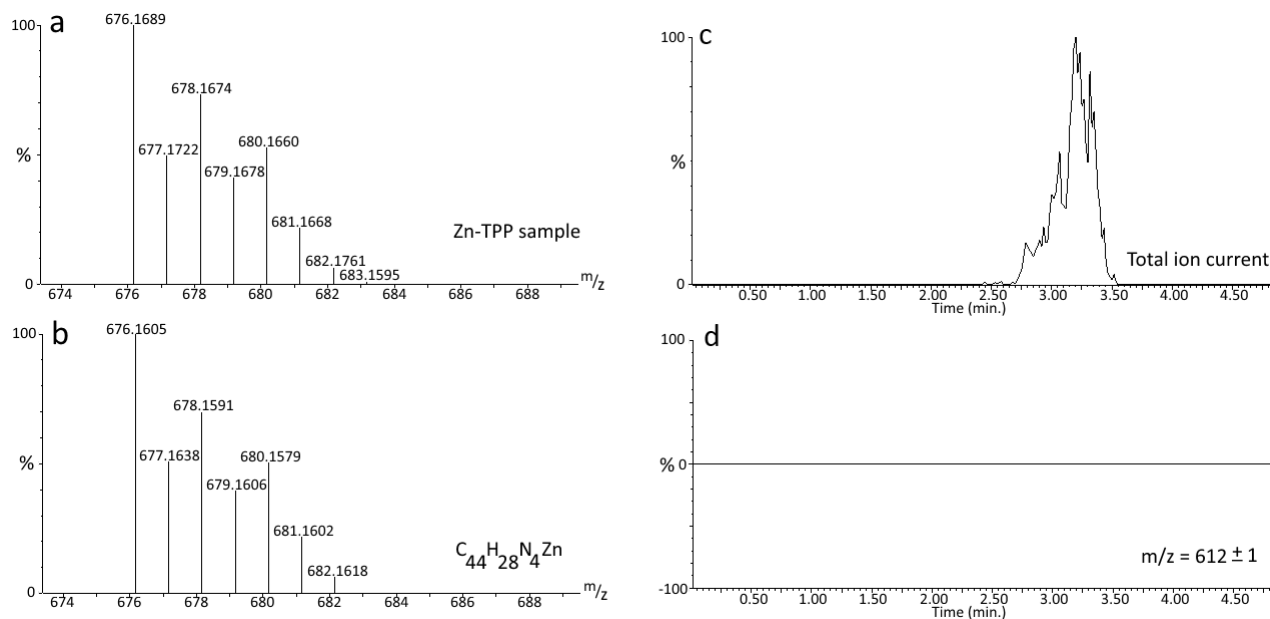 a
100
%
0
676.1689
677.1722
678.1674
679.1678
680.1660
681.1668
682.1761
683.1595
Zn-TPP sample
m/z
674 676 678 680 682 684 686 688
b
100
%
0
676.1605
677.1638
678.1591
679.1606
680.1579
681.1602
682.1618
C44H28N4Zn
m/z
674 676 678 680 682 684 686 688
c
100
%
0
Total ion current
0.50 1.00 1.50 2.00 2.50 3.00 3.50 4.00 4.50
Time (min.)
d
100
% 0
-100
m/z = 612 ± 1
0.50 1.00 1.50 2.00 2.50 3.00 3.50 4.00 4.50
Time (min.)